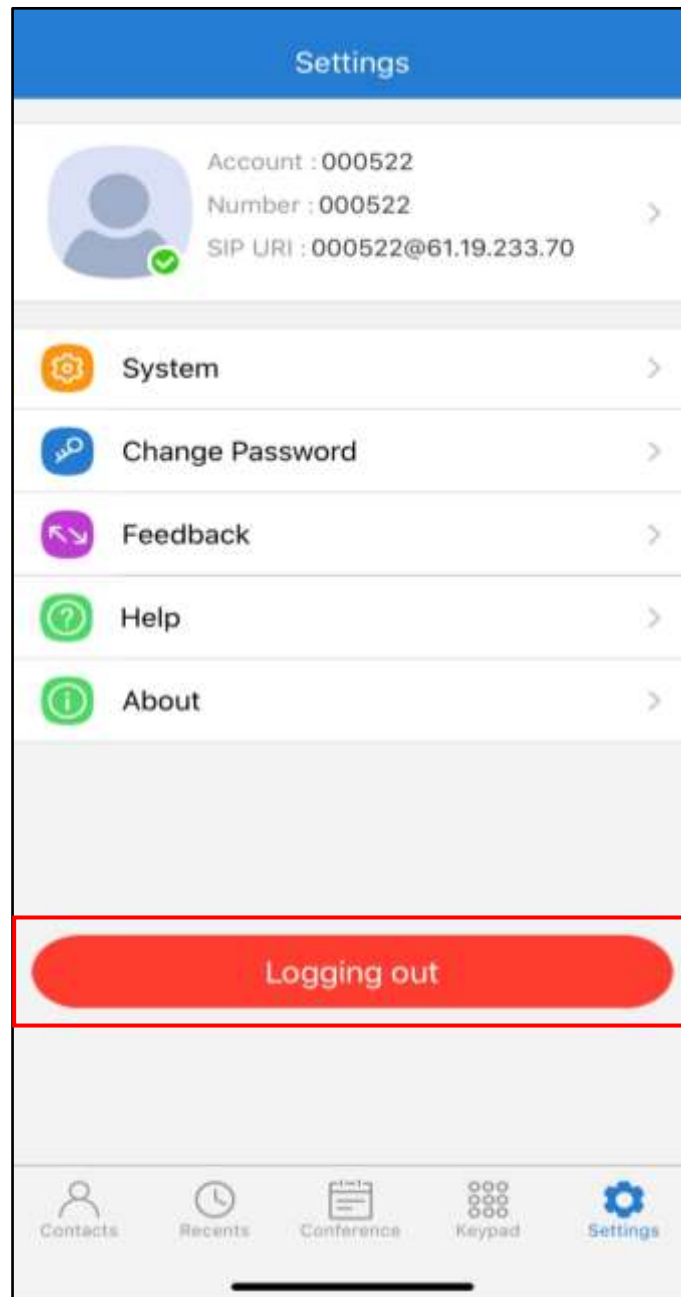 Settings
Account : 000522
Number : 000522
SIP URI : 000522@61.19.233.70
System
Change Password
Feedback
Help
About
Logging out
Contacts
Recents
Conference
Keypad
Settings